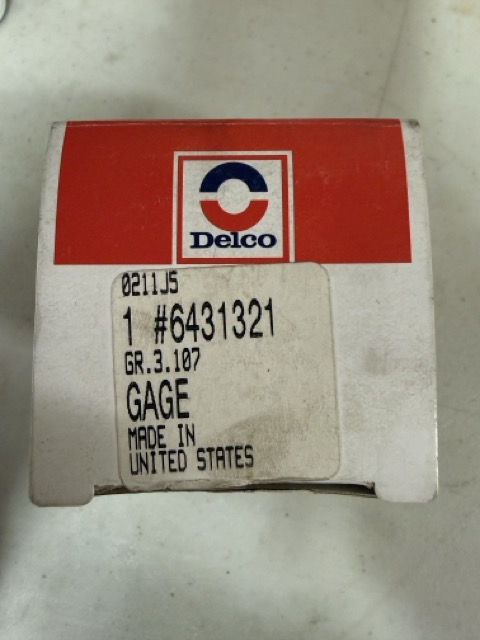 Delco
0211J5
1 #6431321
GR.3.107
GAGE
MADE IN
UNITED STATES